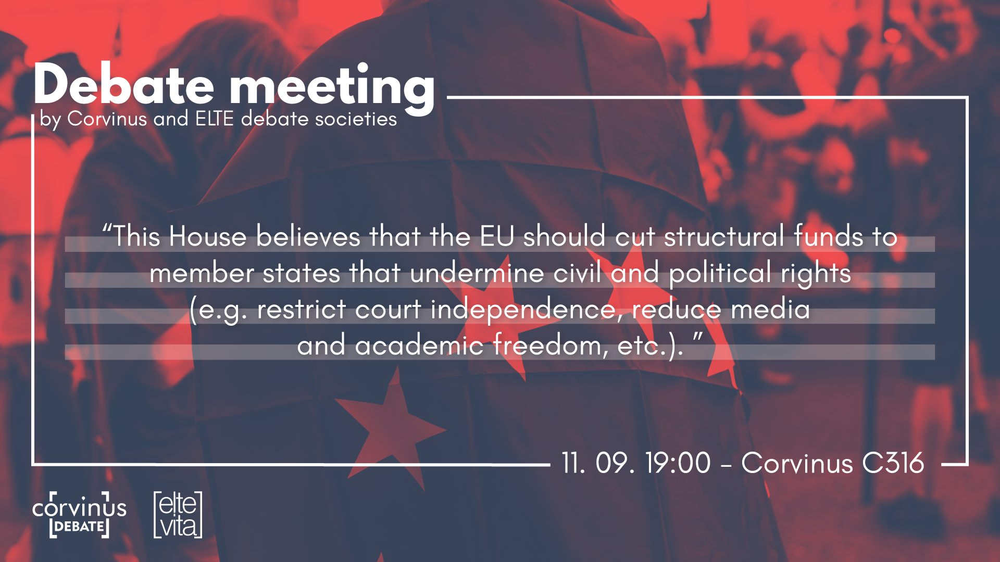 Debate meeting
by Corvinus and ELTE debate societies
“This House believes that the EU should cut structural funds to
member states that undermine civil and political rights
(e.g. restrict court independence, reduce media
and academic freedom, etc.). ”
11. 09. 19:00 - Corvinus C316
corvinus
DEBATE
elte
vita